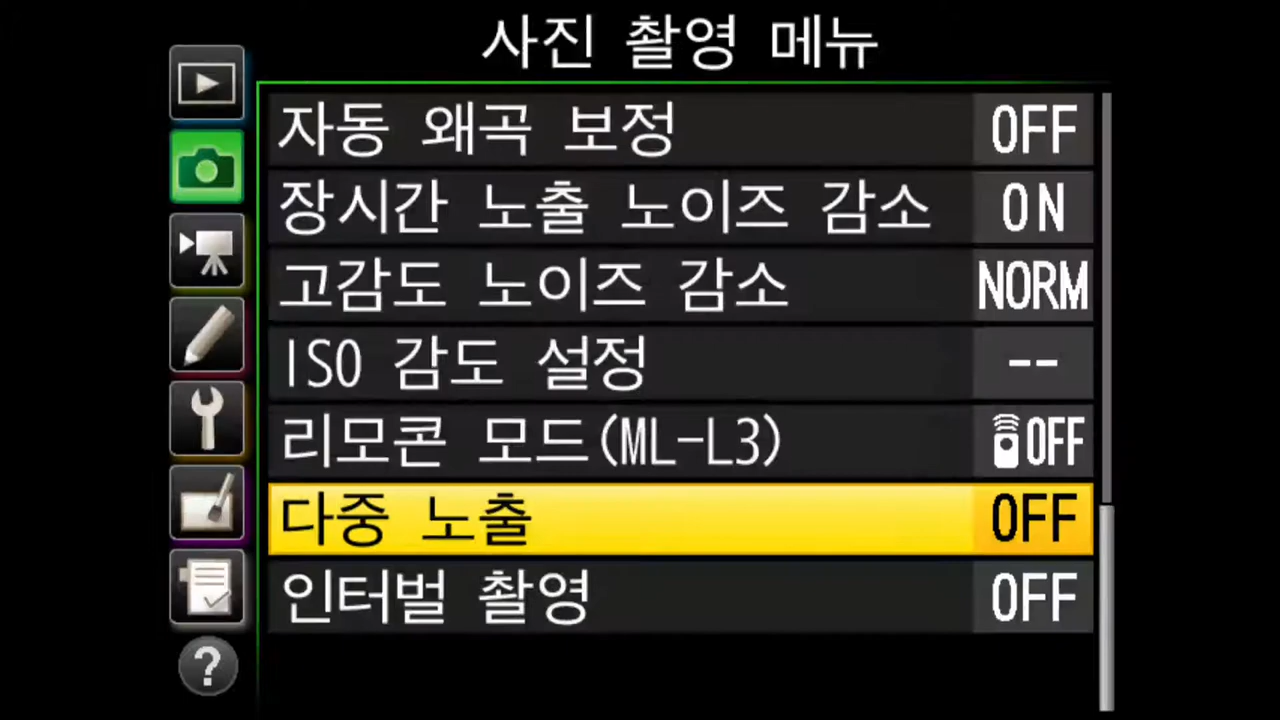 사진 촬영 메뉴
자동 왜곡 보정 OFF
장시간 노출 노이즈 감소 ON
고감도 노이즈 감소 NORM
ISO 감도 설정 --
리모콘 모드(ML-L3) OFF
다중 노출 OFF
인터벌 촬영 OFF
?